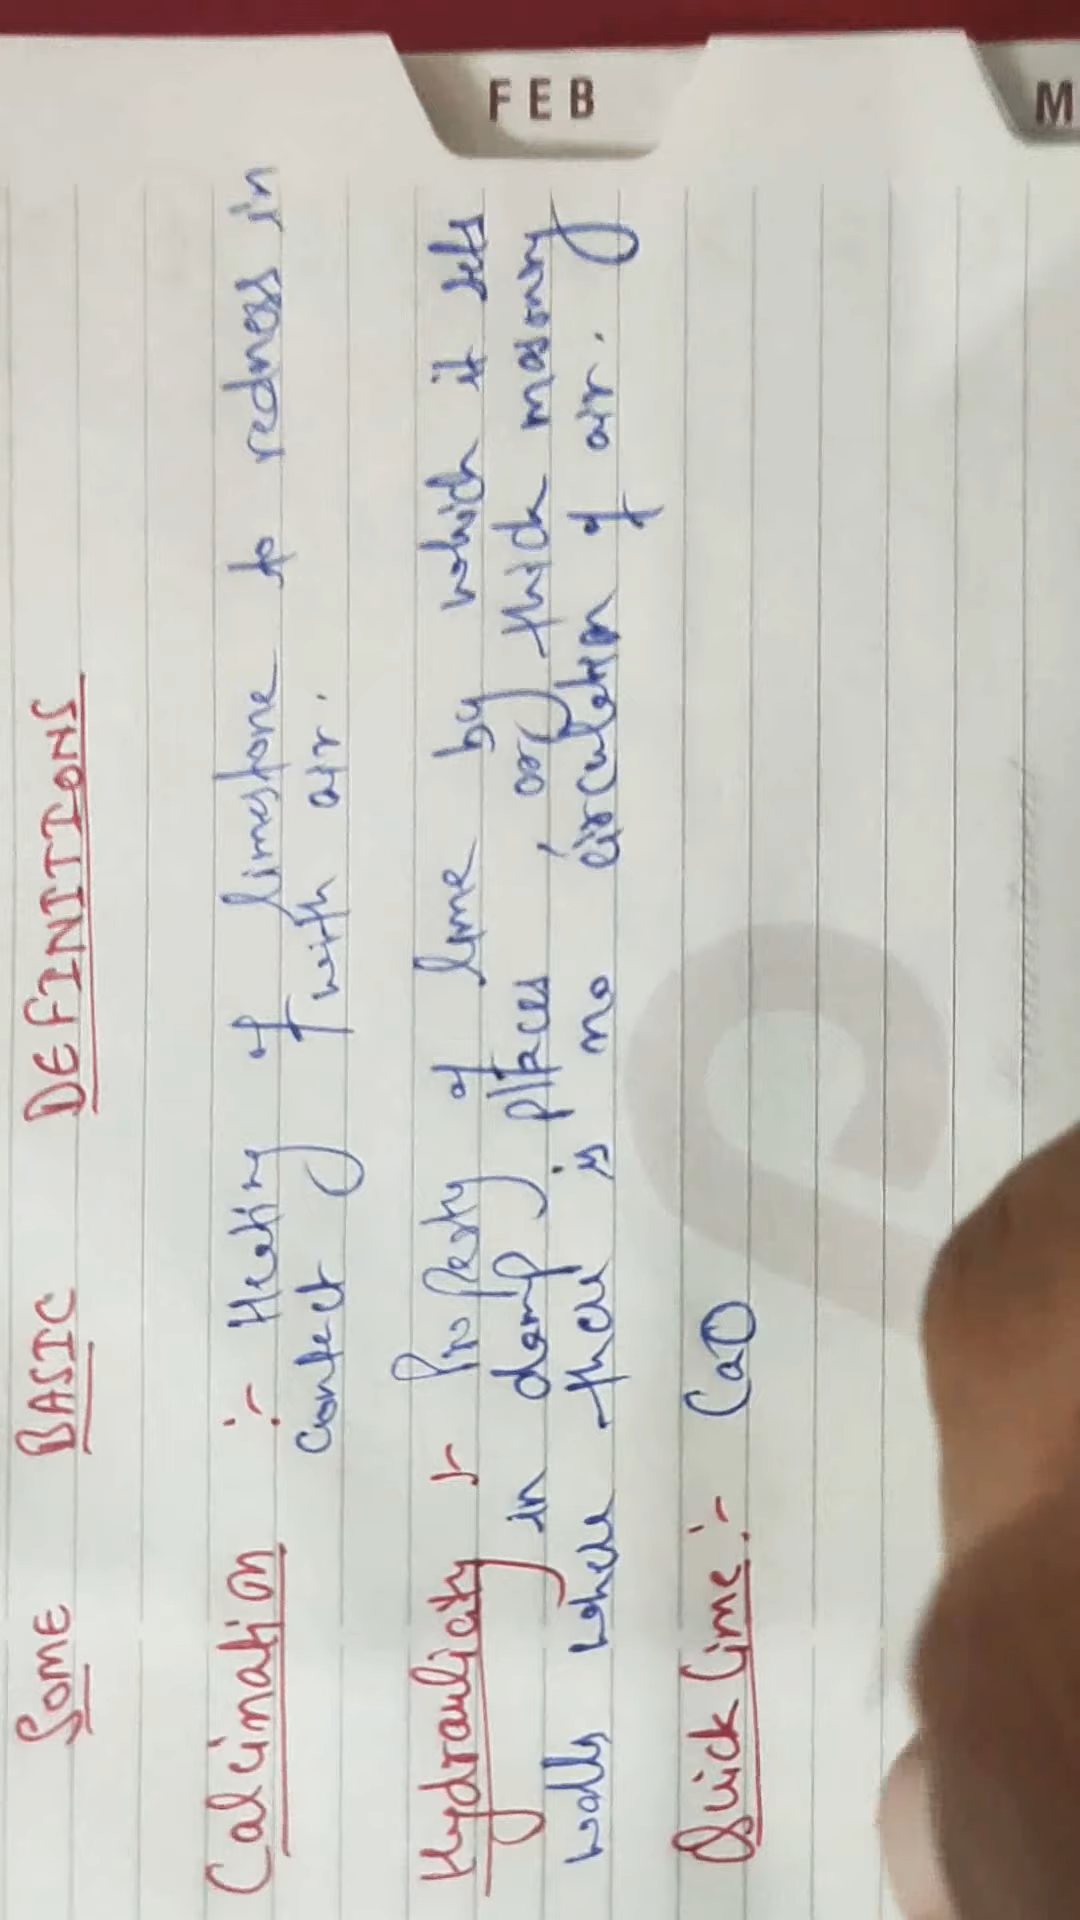 SOME BASIC DEFINITIONS
Calcination :- Heating of limestone to redness in
contact with air.
Hydraulicity :- Property of lime by which it sets
in damp places, or thick masonry
walls where there is no circulation of air.
Quick lime :- CaO
FEB
M